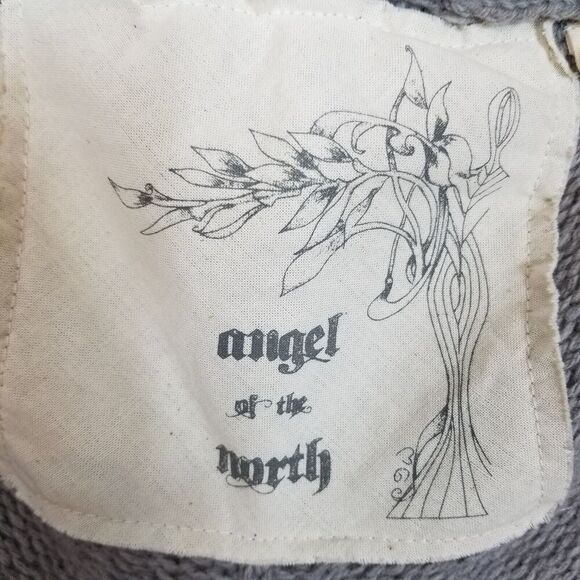 angel
of the
north